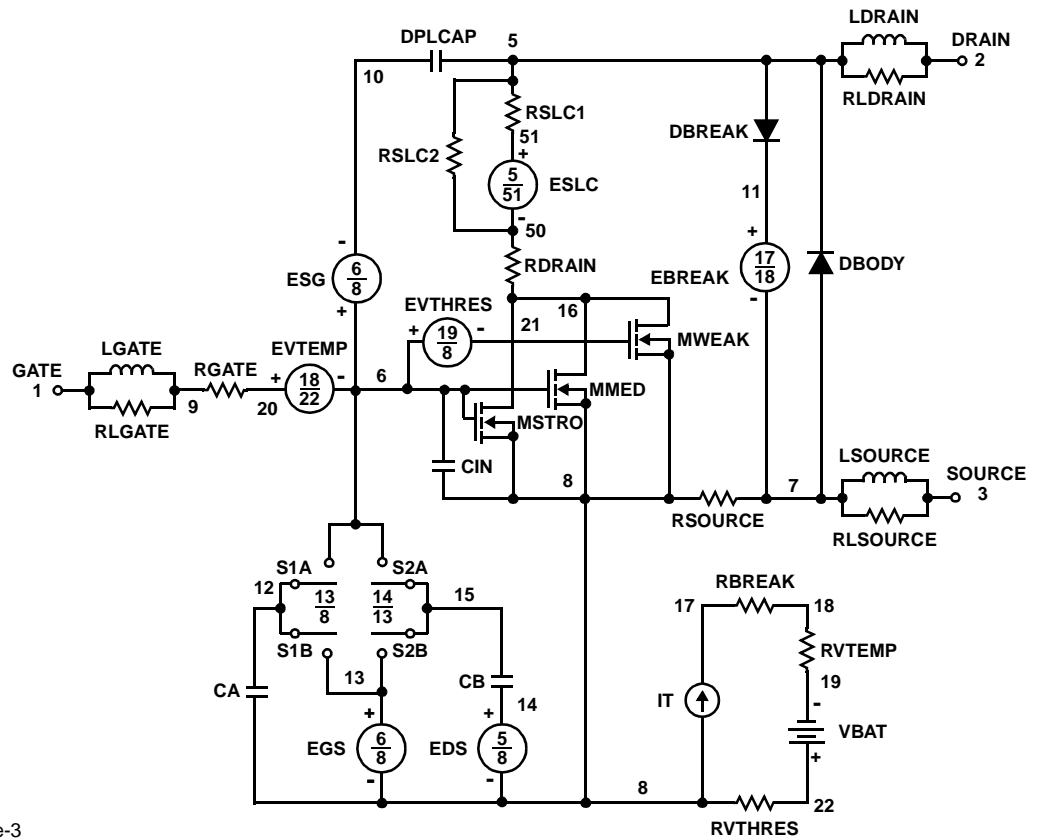 LDRAIN
DPLCAP 5 DRAIN
10 2
RSLC1 RLDRAIN
DBREAK
51
RSLC2 +
5
51 ESLC
11
-
50
- +
RDRAIN
6
8
ESG
17
18
EBREAK DBODY
EVTHRES 16
+ -
+ 19
8
- 21
MWEAK
LGATE EVTEMP
GATE RGATE 6
1 + 18
22
- MMED
9 20
RLGATE MSTRO
LSOURCE
CIN 8 7 SOURCE
3
RSOURCE
RLSOURCE
S1A S2A
12 13
8
14
13
15 RBREAK
17 18
S1B S2B
RVTEMP
13 CB 19
CA 14 IT -
+ +
VBAT
EGS 6
8
EDS 5
8
+
- - 8 22
RVTHRES
e-3